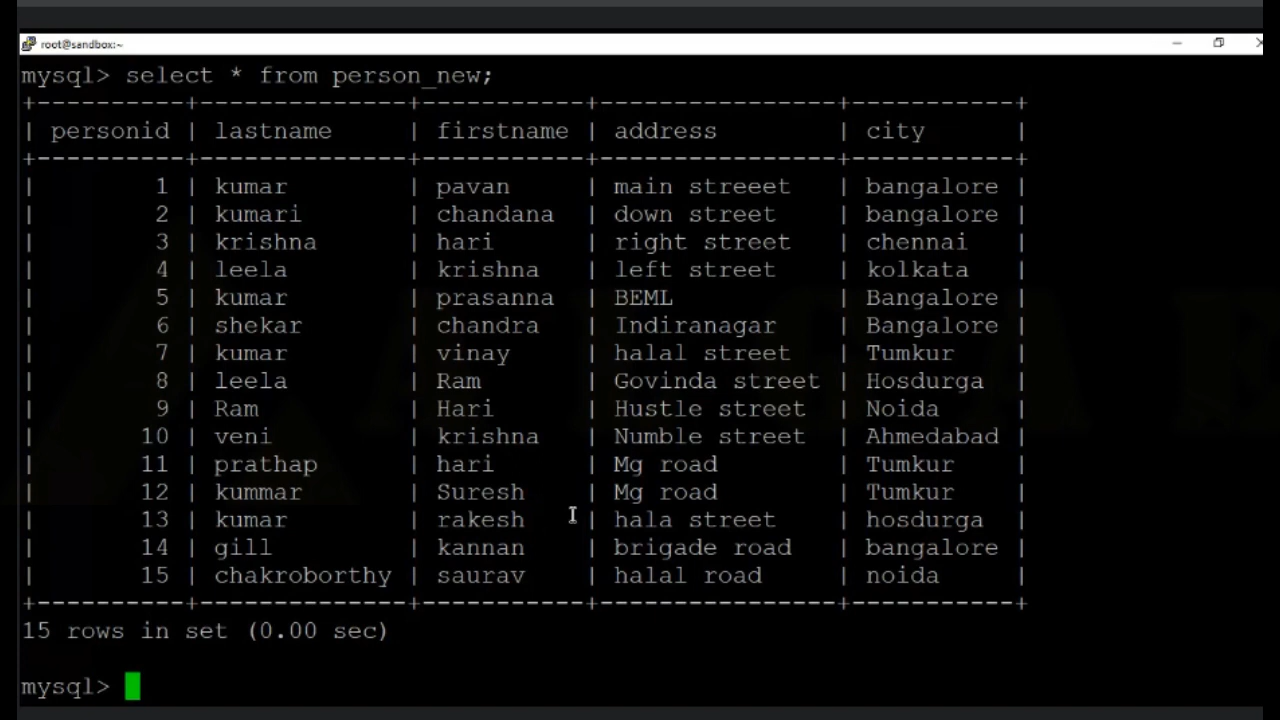 root@sandbox:~
mysql> select * from person_new;
+----------+--------------+-----------+----------------+-----------+
| personid | lastname | firstname | address | city |
+----------+--------------+-----------+----------------+-----------+
| 1 | kumar | pavan | main streeet | bangalore |
| 2 | kumari | chandana | down street | bangalore |
| 3 | krishna | hari | right street | chennai |
| 4 | leela | krishna | left street | kolkata |
| 5 | kumar | prasanna | BEML | Bangalore |
| 6 | shekar | chandra | Indiranagar | Bangalore |
| 7 | kumar | vinay | halal street | Tumkur |
| 8 | leela | Ram | Govinda street | Hosdurga |
| 9 | Ram | Hari | Hustle street | Noida |
| 10 | veni | krishna | Numble street | Ahmedabad |
| 11 | prathap | hari | Mg road | Tumkur |
| 12 | kummar | Suresh | Mg road | Tumkur |
| 13 | kumar | rakesh | hala street | hosdurga |
| 14 | gill | kannan | brigade road | bangalore |
| 15 | chakroborthy | saurav | halal road | noida |
+----------+--------------+-----------+----------------+-----------+
15 rows in set (0.00 sec)
mysql>